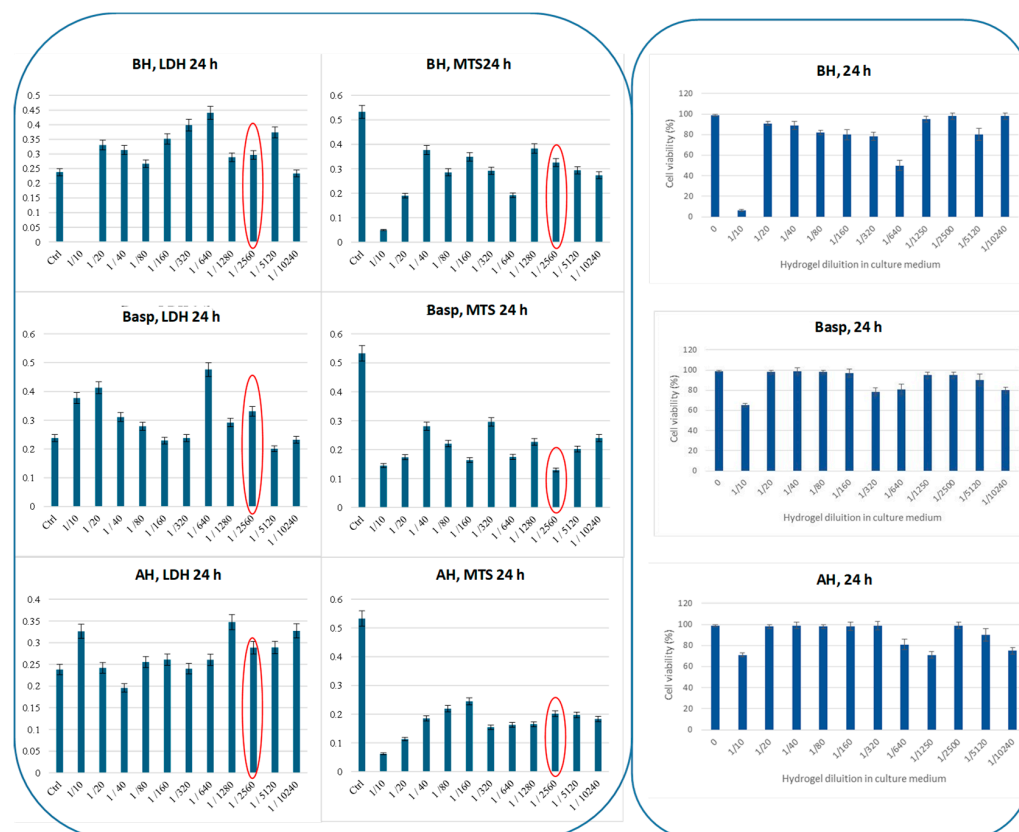 BH, LDH 24 h
0.5
0.45
0.4
0.35
0.3
0.25
0.2
0.15
0.1
0.05
0
Ctrl 1/10 1/20 1/40 1/80 1/160 1/320 1/640 1/1280 1/2560 1/5120 1/10240
BH, MTS24 h
0.6
0.5
0.4
0.3
0.2
0.1
0
Ctrl 1/10 1/20 1/40 1/80 1/160 1/320 1/640 1/1280 1/2560 1/5120 1/10240
BH, 24 h
Cell viability (%)
120
100
80
60
40
20
0
0 1/10 1/20 1/40 1/80 1/160 1/320 1/640 1/1250 1/2500 1/5120 1/10240
Hydrogel dilution in culture medium
Basp, LDH 24 h
0.6
0.5
0.4
0.3
0.2
0.1
0
Ctrl 1/10 1/20 1/40 1/80 1/160 1/320 1/640 1/1280 1/2560 1/5120 1/10240
Basp, MTS 24 h
0.6
0.5
0.4
0.3
0.2
0.1
0
Ctrl 1/10 1/20 1/40 1/80 1/160 1/320 1/640 1/1280 1/2560 1/5120 1/10240
Basp, 24 h
Cell viability (%)
120
100
80
60
40
20
0
0 1/10 1/20 1/40 1/80 1/160 1/320 1/640 1/1250 1/2500 1/5120 1/10240
Hydrogel dilution in culture medium
AH, LDH 24 h
0.4
0.35
0.3
0.25
0.2
0.15
0.1
0.05
0
Ctrl 1/10 1/20 1/40 1/80 1/160 1/320 1/640 1/1280 1/2560 1/5120 1/10240
AH, MTS 24 h
0.6
0.5
0.4
0.3
0.2
0.1
0
Ctrl 1/10 1/20 1/40 1/80 1/160 1/320 1/640 1/1280 1/2560 1/5120 1/10240
AH, 24 h
Cell viability (%)
120
100
80
60
40
20
0
0 1/10 1/20 1/40 1/80 1/160 1/320 1/640 1/1250 1/2500 1/5120 1/10240
Hydrogel dilution in culture medium